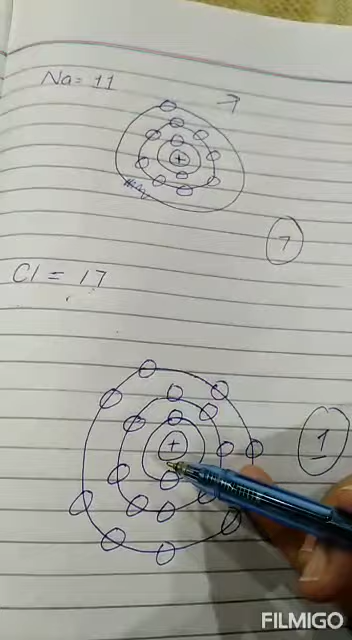 Na = 11
+
7
Cl = 17
+
1
FILMIGO